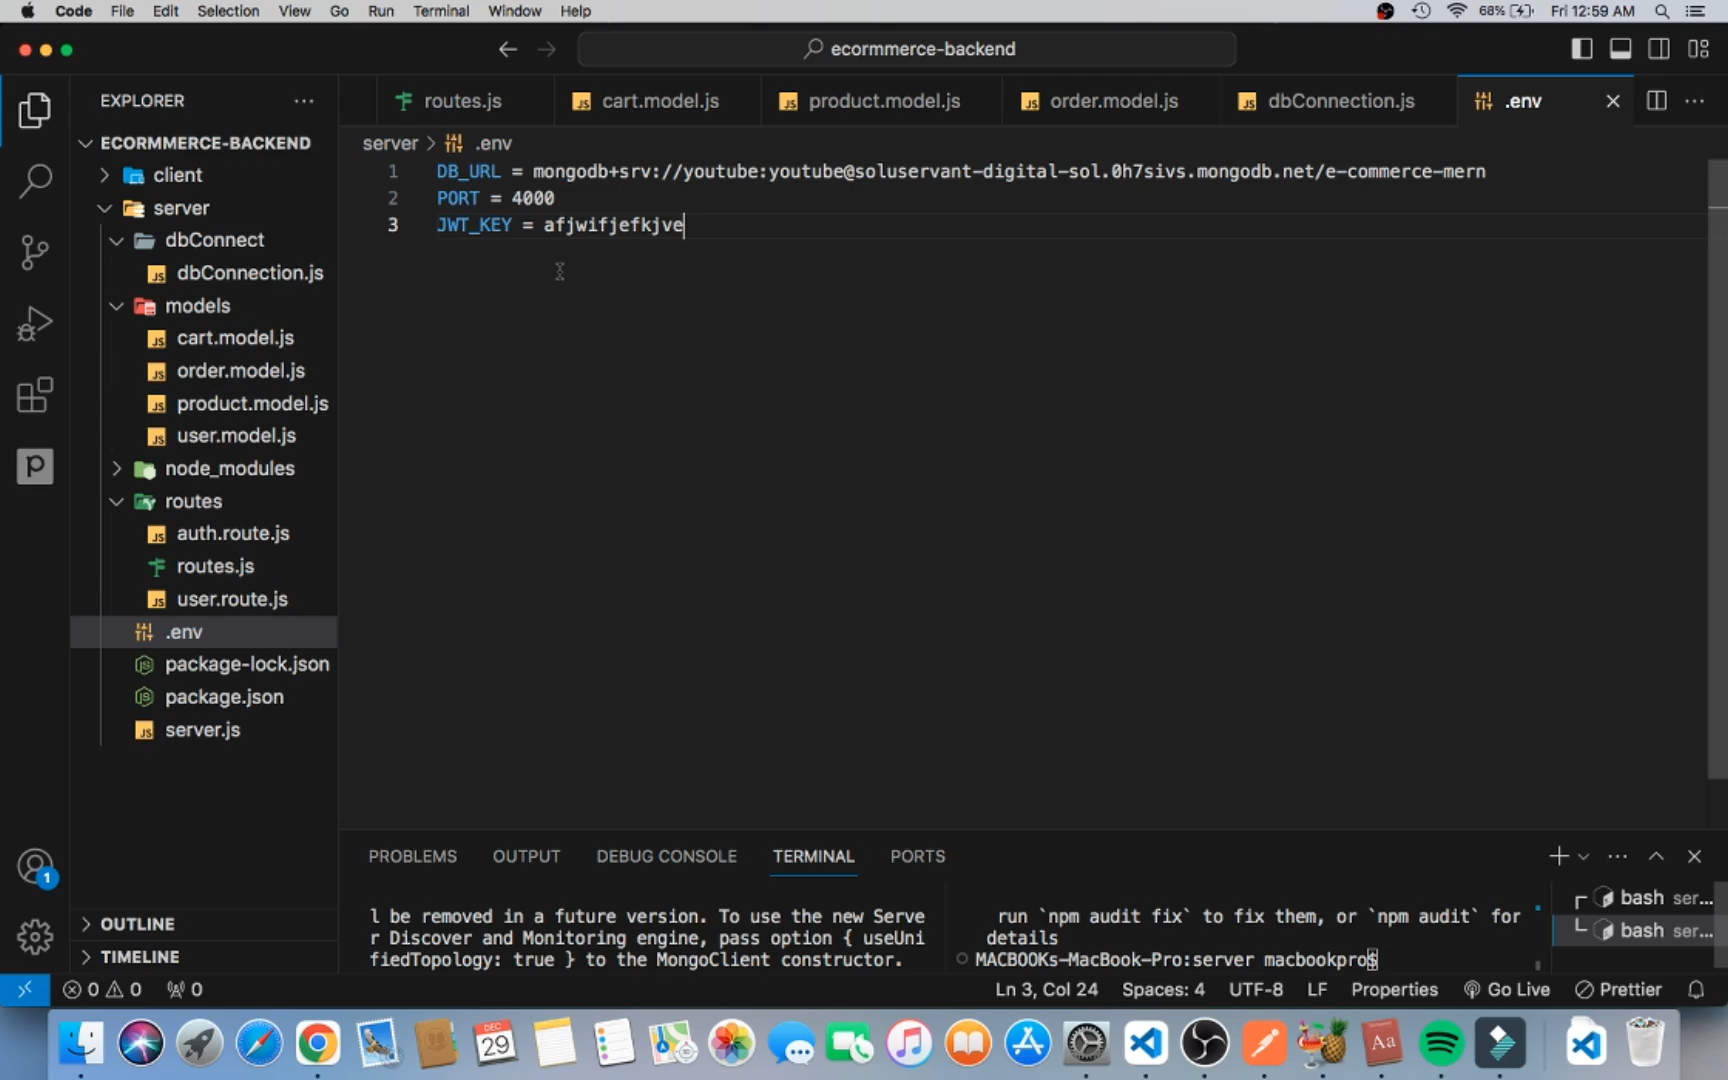 Code File Edit Selection View Go Run Terminal Window Help 68% Fri 12:59 AM
ecormmerce-backend
EXPLORER
routes.js cart.model.js product.model.js order.model.js dbConnection.js .env
ECORMMERCE-BACKEND
client
server
dbConnect
dbConnection.js
models
cart.model.js
order.model.js
product.model.js
user.model.js
node_modules
routes
auth.route.js
routes.js
user.route.js
.env
package-lock.json
package.json
server.js
OUTLINE
TIMELINE
server > .env
1 DB_URL = mongodb+srv://youtube:youtube@soluservant-digital-sol.0h7sivs.mongodb.net/e-commerce-mern
2 PORT = 4000
3 JWT_KEY = afjwifjefkjve
PROBLEMS OUTPUT DEBUG CONSOLE TERMINAL PORTS
l be removed in a future version. To use the new Serve
r Discover and Monitoring engine, pass option { useUni
fiedTopology: true } to the MongoClient constructor.
run `npm audit fix` to fix them, or `npm audit` for
details
MACBOOKs-MacBook-Pro:server macbookpro$
bash ser...
bash ser...
1
0 0 0 Ln 3, Col 24 Spaces: 4 UTF-8 LF Properties Go Live Prettier
DEC
29
Aa